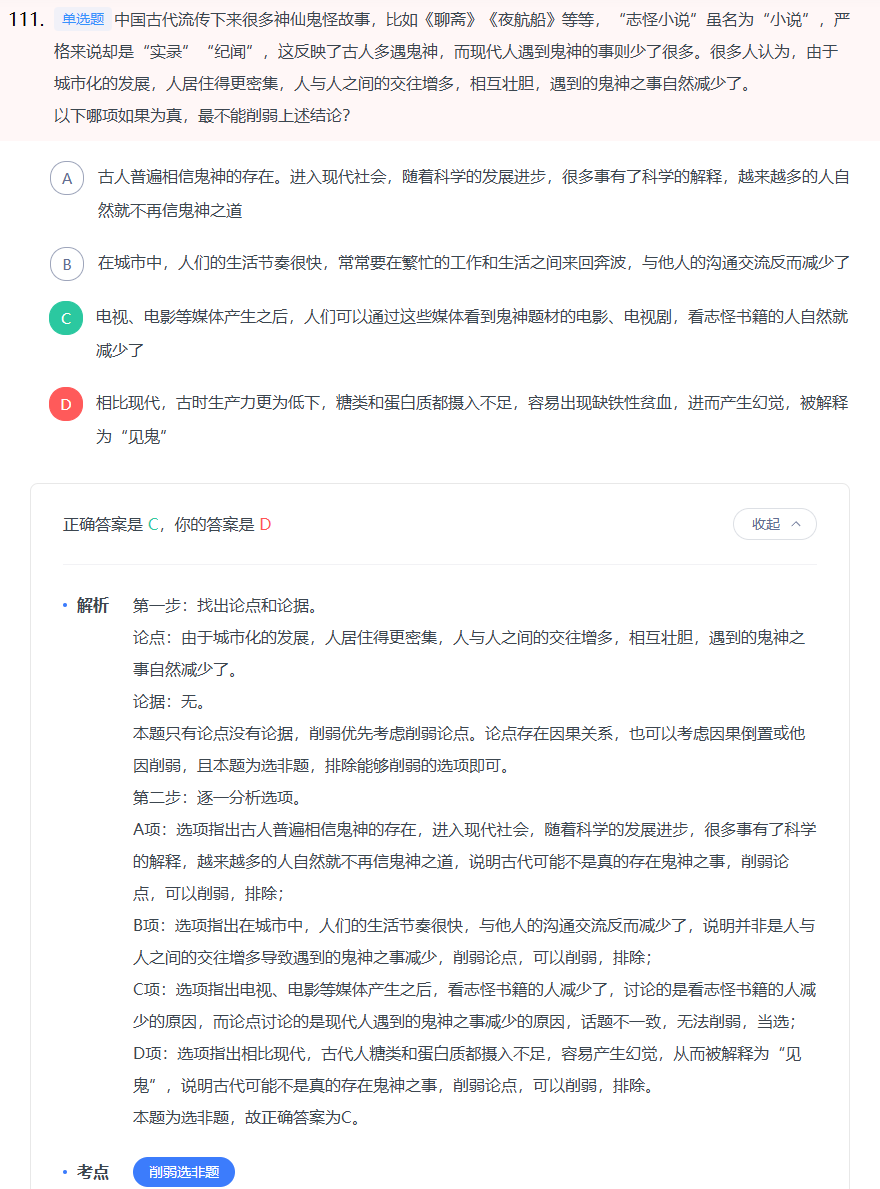 111. 单选题 中国古代流传下来很多神仙鬼怪故事，比如《聊斋》《夜航船》等等，“志怪小说”虽名为“小说”，严
格来说却是“实录”“纪闻”，这反映了古人多遇鬼神，而现代人遇到鬼神的事则少了很多。很多人认为，由于
城市化的发展，人居住得更密集，人与人之间的交往增多，相互壮胆，遇到的鬼神之事自然减少了。
以下哪项如果为真，最不能削弱上述结论？
A 古人普遍相信鬼神的存在。进入现代社会，随着科学的发展进步，很多事有了科学的解释，越来越多的人自
然就不再信鬼神之道
B 在城市中，人们的生活节奏很快，常常要在繁忙的工作和生活之间来回奔波，与他人的沟通交流反而减少了
C 电视、电影等媒体产生之后，人们可以通过这些媒体看到鬼神题材的电影、电视剧，看志怪书籍的人自然就
减少了
D 相比现代，古时生产力更为低下，糖类和蛋白质都摄入不足，容易出现缺铁性贫血，进而产生幻觉，被解释
为“见鬼”
正确答案是 C，你的答案是 D
收起
解析 第一步：找出论点和论据。
论点：由于城市化的发展，人居住得更密集，人与人之间的交往增多，相互壮胆，遇到的鬼神之
事自然减少了。
论据：无。
本题只有论点没有论据，削弱优先考虑削弱论点。论点存在因果关系，也可以考虑因果倒置或他
因削弱，且本题为选非题，排除能够削弱的选项即可。
第二步：逐一分析选项。
A项：选项指出古人普遍相信鬼神的存在，进入现代社会，随着科学的发展进步，很多事有了科学
的解释，越来越多的人自然就不再信鬼神之道，说明古代可能不是真的存在鬼神之事，削弱论
点，可以削弱，排除；
B项：选项指出在城市中，人们的生活节奏很快，与他人的沟通交流反而减少了，说明并非是人与
人之间的交往增多导致遇到的鬼神之事减少，削弱论点，可以削弱，排除；
C项：选项指出电视、电影等媒体产生之后，看志怪书籍的人减少了，讨论的是看志怪书籍的人减
少的原因，而论点讨论的是现代人遇到的鬼神之事减少的原因，话题不一致，无法削弱，当选；
D项：选项指出相比现代，古代人糖类和蛋白质都摄入不足，容易产生幻觉，从而被解释为“见
鬼”，说明古代可能不是真的存在鬼神之事，削弱论点，可以削弱，排除。
本题为选非题，故正确答案为C。
考点 削弱选非题